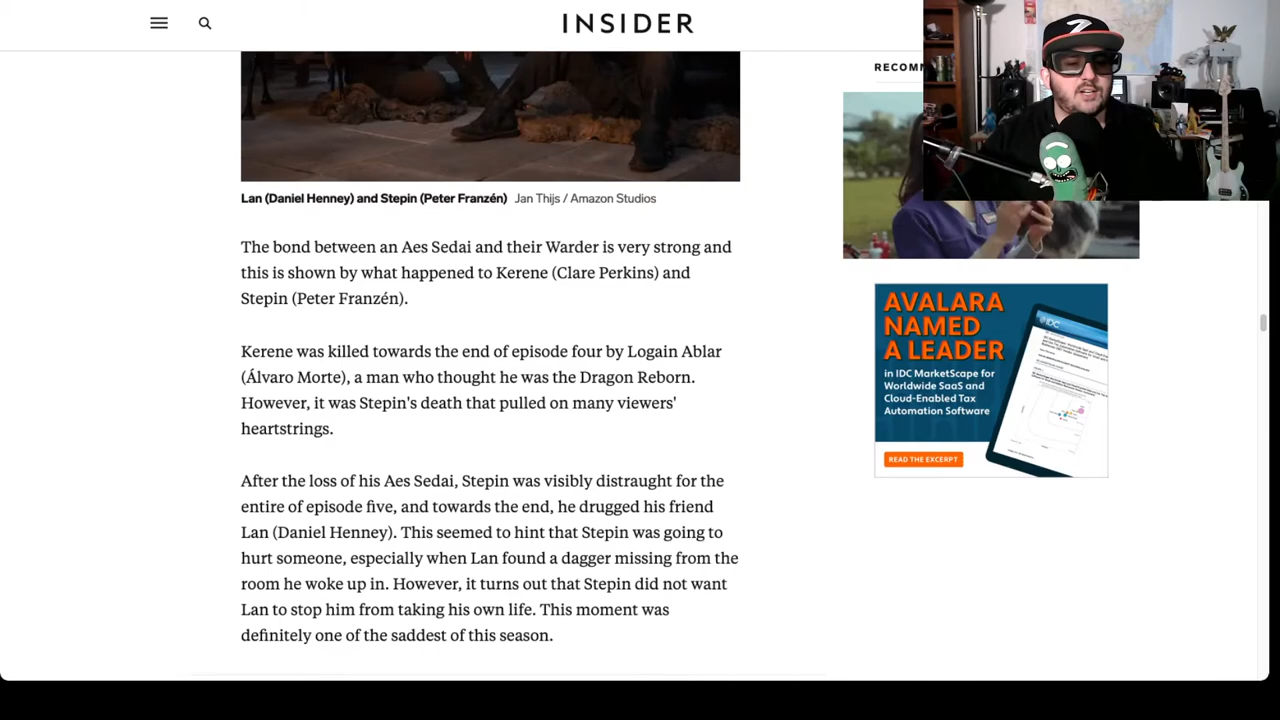 INSIDER
RECOMM
Lan (Daniel Henney) and Stepin (Peter Franzén) Jan Thijs / Amazon Studios
The bond between an Aes Sedai and their Warder is very strong and
this is shown by what happened to Kerene (Clare Perkins) and
Stepin (Peter Franzén).
Kerene was killed towards the end of episode four by Logain Ablar
(Álvaro Morte), a man who thought he was the Dragon Reborn.
However, it was Stepin's death that pulled on many viewers'
heartstrings.
After the loss of his Aes Sedai, Stepin was visibly distraught for the
entire of episode five, and towards the end, he drugged his friend
Lan (Daniel Henney). This seemed to hint that Stepin was going to
hurt someone, especially when Lan found a dagger missing from the
room he woke up in. However, it turns out that Stepin did not want
Lan to stop him from taking his own life. This moment was
definitely one of the saddest of this season.
AVALARA
NAMED
A LEADER
in IDC MarketScape for
Worldwide SaaS and
Cloud-Enabled Tax
Automation Software
READ THE EXCERPT
IDC